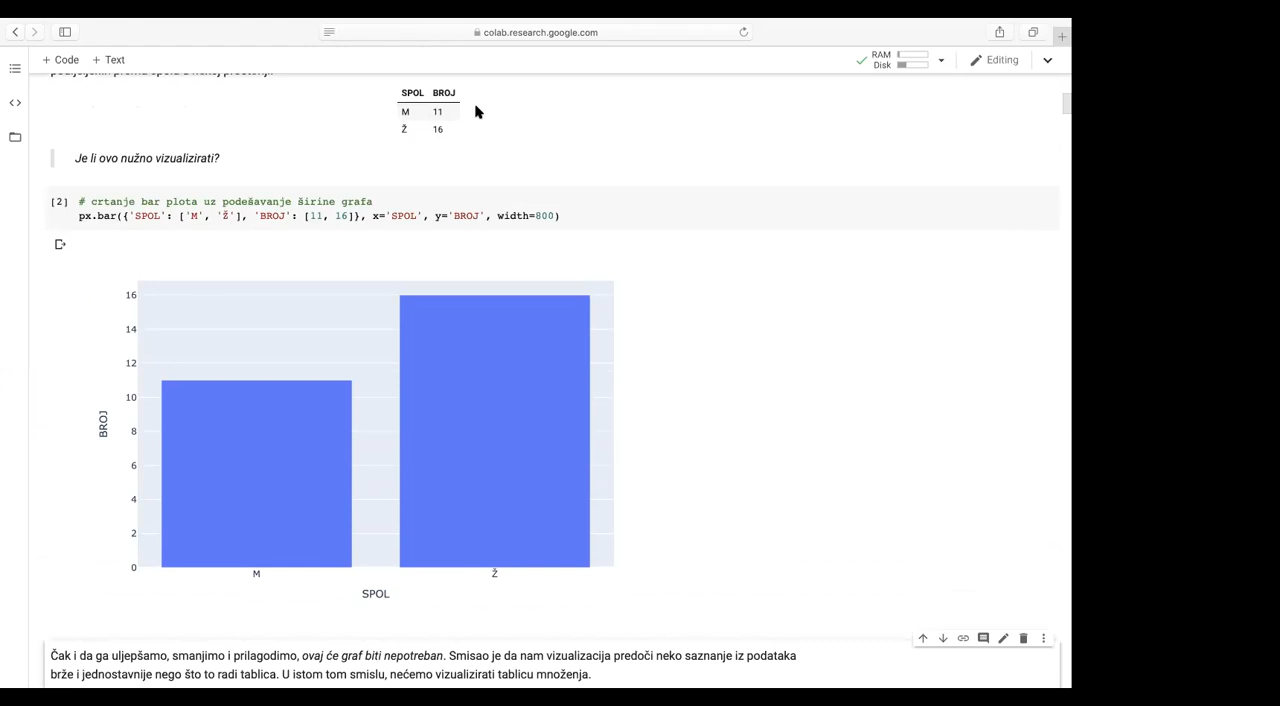 colab.research.google.com
+ Code + Text
RAM
Disk
Editing
SPOL BROJ
M 11
Ž 16
Je li ovo nužno vizualizirati?
[2] # crtanje bar plota uz podešavanje širine grafa
px.bar({'SPOL': ['M', 'Ž'], 'BROJ': [11, 16]}, x='SPOL', y='BROJ', width=800)
16
14
12
10
8
6
4
2
0
BROJ
M Ž
SPOL
Čak i da ga uljepšamo, smanjimo i prilagodimo, ovaj će graf biti nepotreban. Smisao je da nam vizualizacija predoči neko saznanje iz podataka
brže i jednostavnije nego što to radi tablica. U istom tom smislu, nećemo vizualizirati tablicu množenja.